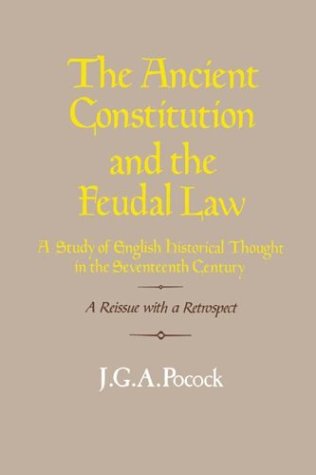 The Ancient
Constitution
and the
Feudal Law
A Study of English Historical Thought
in the Seventeenth Century
A Reissue with a Retrospect
J.G.A. Pocock